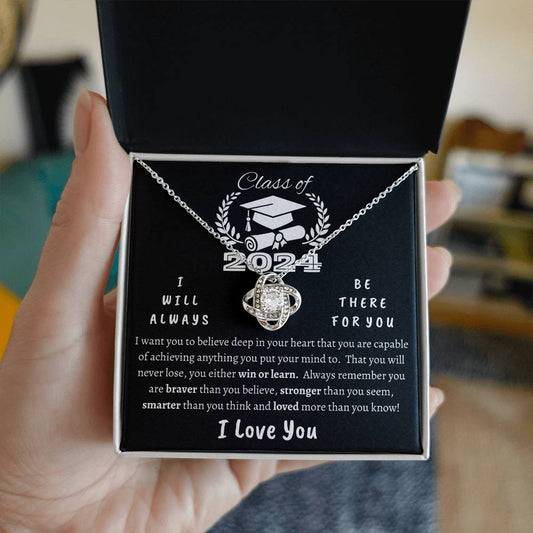 Class of
2024
I
WILL
ALWAYS
BE
THERE
FOR YOU
I want you to believe deep in your heart that you are capable
of achieving anything you put your mind to.  That you will
never lose, you either win or learn.  Always remember you
are braver than you believe, stronger than you seem,
smarter than you think and loved more than you know!
I Love You